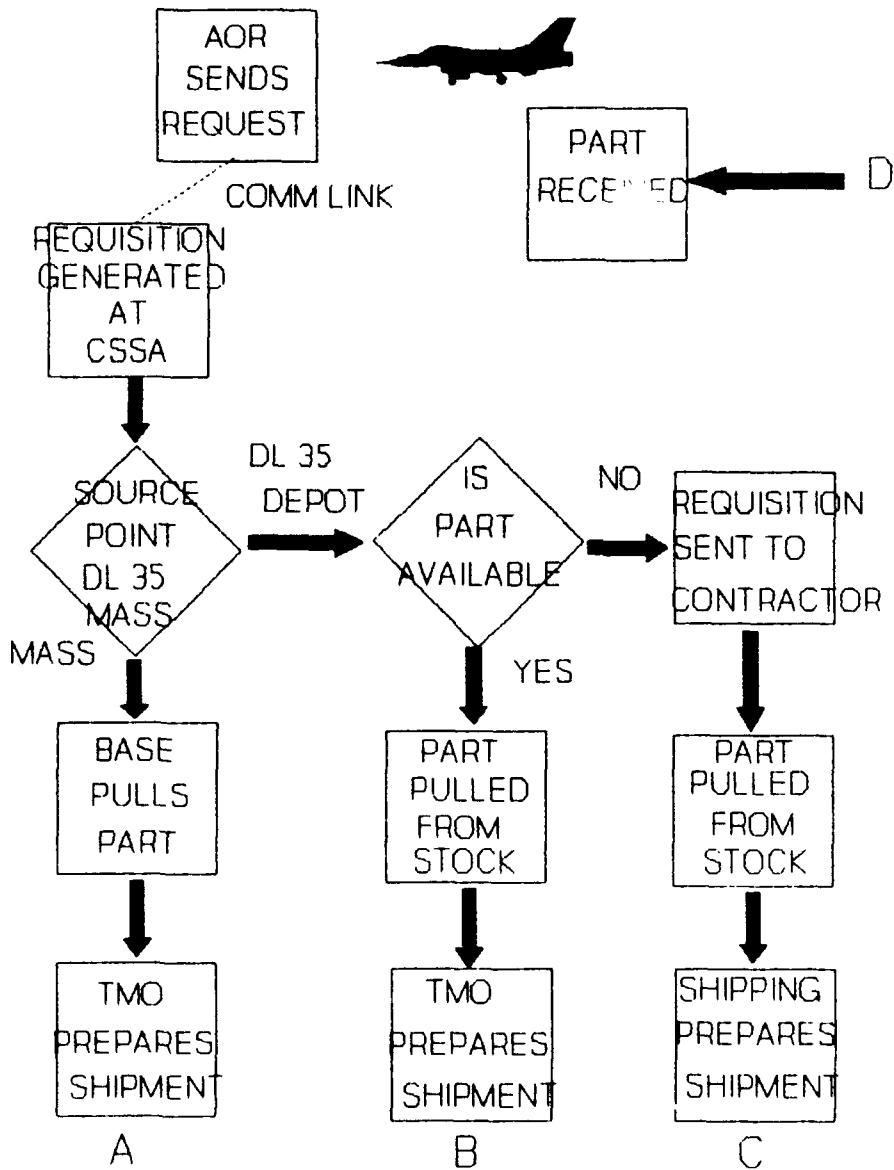 AOR
SENDS
REQUEST
PART
RECEIVED
D
COMM LINK
REQUISITION
GENERATED
AT
CSSA
SOURCE
POINT
DL 35
MASS
DL 35
DEPOT
IS
PART
AVAILABLE
NO
REQUISITION
SENT TO
CONTRACTOR
MASS
YES
BASE
PULLS
PART
PART
PULLED
FROM
STOCK
PART
PULLED
FROM
STOCK
TMO
PREPARES
SHIPMENT
TMO
PREPARES
SHIPMENT
SHIPPING
PREPARES
SHIPMENT
A
B
C